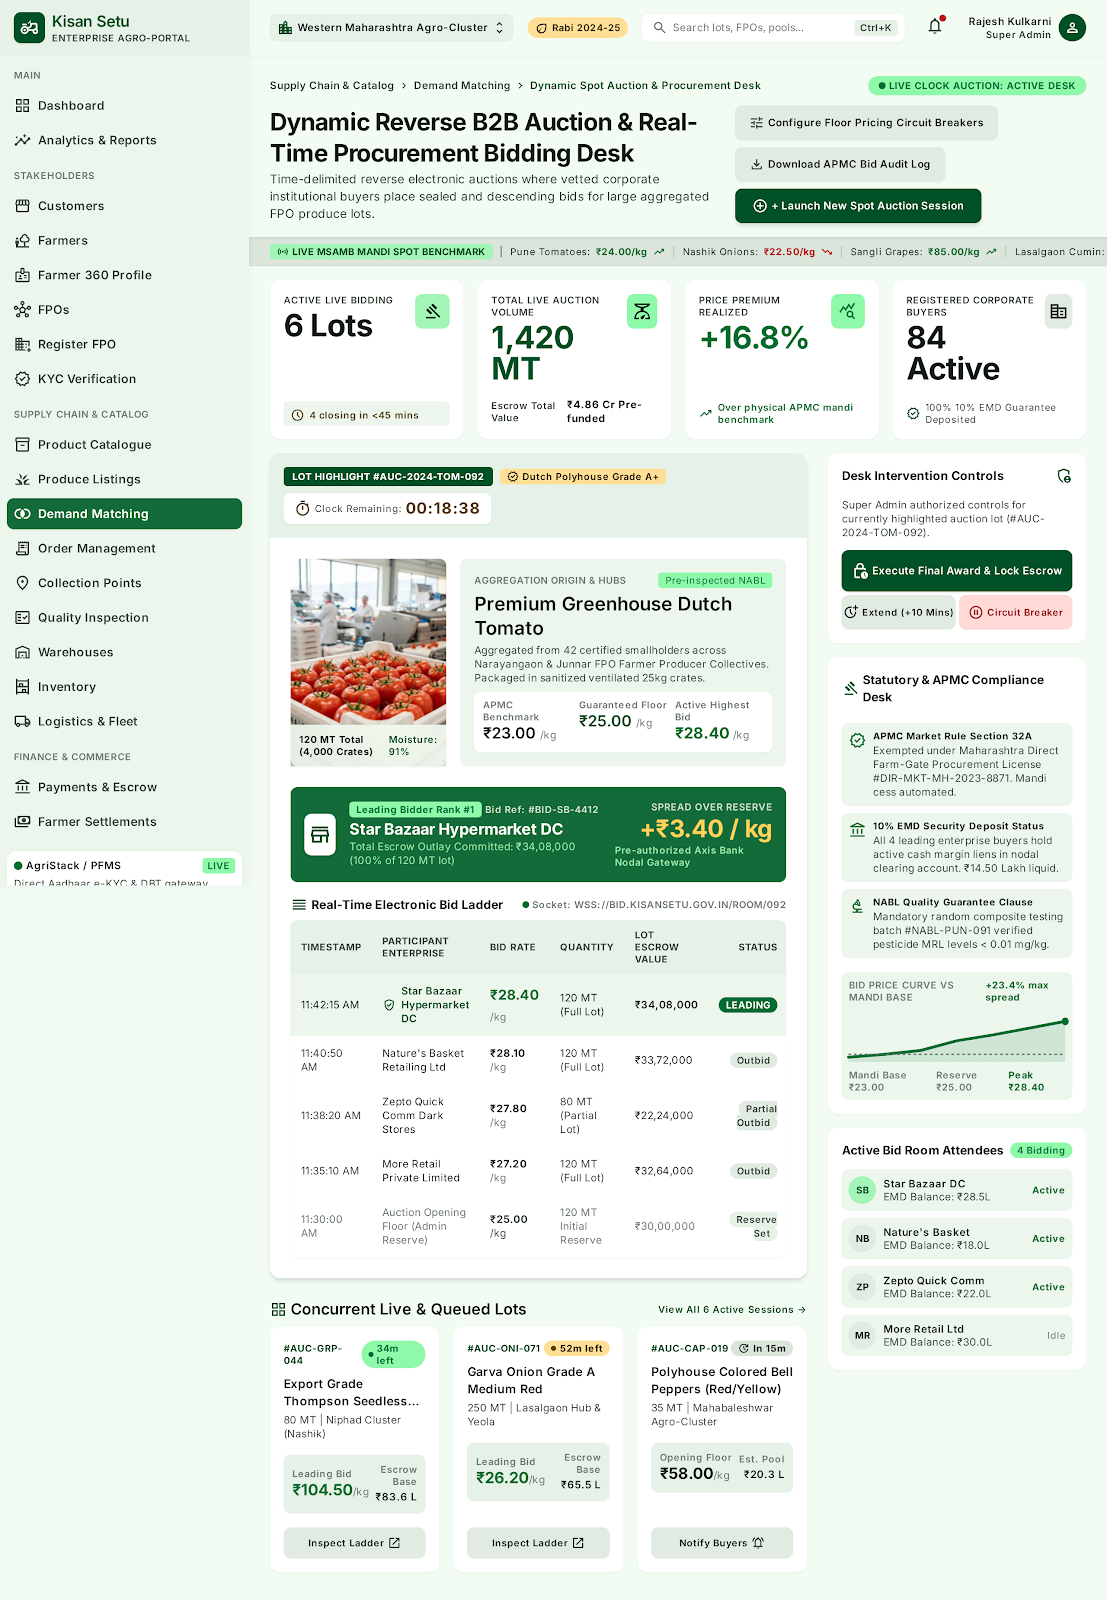 Kisan Setu
ENTERPRISE AGRO-PORTAL
MAIN
Dashboard
Analytics & Reports
STAKEHOLDERS
Customers
Farmers
Farmer 360 Profile
FPOs
Register FPO
KYC Verification
SUPPLY CHAIN & CATALOG
Product Catalogue
Produce Listings
Demand Matching
Order Management
Collection Points
Quality Inspection
Warehouses
Inventory
Logistics & Fleet
FINANCE & COMMERCE
Payments & Escrow
Farmer Settlements
AgriStack / PFMS LIVE
Direct Aadhaar e-KYC & DBT gateway
Western Maharashtra Agro-Cluster
Rabi 2024-25
Search lots, FPOs, pools... Ctrl+K
Rajesh Kulkarni
Super Admin
Supply Chain & Catalog > Demand Matching > Dynamic Spot Auction & Procurement Desk
LIVE CLOCK AUCTION: ACTIVE DESK
Dynamic Reverse B2B Auction & Real-
Time Procurement Bidding Desk
Time-delimited reverse electronic auctions where vetted corporate
institutional buyers place sealed and descending bids for large aggregated
FPO produce lots.
Configure Floor Pricing Circuit Breakers
Download APMC Bid Audit Log
+ Launch New Spot Auction Session
LIVE MSAMB MANDI SPOT BENCHMARK | Pune Tomatoes: ₹24.00/kg | Nashik Onions: ₹22.50/kg | Sangli Grapes: ₹85.00/kg | Lasalgaon Cumin:
ACTIVE LIVE BIDDING
6 Lots
4 closing in <45 mins
TOTAL LIVE AUCTION
VOLUME
1,420
MT
Escrow Total
Value
₹4.86 Cr Pre-
funded
PRICE PREMIUM
REALIZED
+16.8%
Over physical APMC mandi
benchmark
REGISTERED CORPORATE
BUYERS
84
Active
100% 10% EMD Guarantee
Deposited
LOT HIGHLIGHT #AUC-2024-TOM-092
Dutch Polyhouse Grade A+
Clock Remaining: 00:18:38
120 MT Total
(4,000 Crates)
Moisture:
91%
AGGREGATION ORIGIN & HUBS
Pre-inspected NABL
Premium Greenhouse Dutch
Tomato
Aggregated from 42 certified smallholders across
Narayangaon & Junnar FPO Farmer Producer Collectives.
Packaged in sanitized ventilated 25kg crates.
APMC
Benchmark
₹23.00 /kg
Guaranteed Floor
₹25.00 /kg
Active Highest
Bid
₹28.40 /kg
Leading Bidder Rank #1 Bid Ref: #BID-SB-4412
Star Bazaar Hypermarket DC
Total Escrow Outlay Committed: ₹34,08,000
(100% of 120 MT lot)
SPREAD OVER RESERVE
+₹3.40 / kg
Pre-authorized Axis Bank
Nodal Gateway
Real-Time Electronic Bid Ladder
Socket: WSS://BID.KISANSETU.GOV.IN/ROOM/092
TIMESTAMP
PARTICIPANT
ENTERPRISE
BID RATE
QUANTITY
LOT
ESCROW
VALUE
STATUS
11:42:15 AM
Star Bazaar
Hypermarket
DC
₹28.40
/kg
120 MT
(Full Lot)
₹34,08,000
LEADING
11:40:50
AM
Nature's Basket
Retailing Ltd
₹28.10
/kg
120 MT
(Full Lot)
₹33,72,000
Outbid
11:38:20 AM
Zepto Quick
Comm Dark
Stores
₹27.80
/kg
80 MT
(Partial
Lot)
₹22,24,000
Partial
Outbid
11:35:10 AM
More Retail
Private Limited
₹27.20
/kg
120 MT
(Full Lot)
₹32,64,000
Outbid
11:30:00
AM
Auction Opening
Floor (Admin
Reserve)
₹25.00
/kg
120 MT
Initial
Reserve
₹30,00,000
Reserve
Set
Desk Intervention Controls
Super Admin authorized controls for
currently highlighted auction lot (#AUC-
2024-TOM-092).
Execute Final Award & Lock Escrow
Extend (+10 Mins)
Circuit Breaker
Statutory & APMC Compliance
Desk
APMC Market Rule Section 32A
Exempted under Maharashtra Direct
Farm-Gate Procurement License
#DIR-MKT-MH-2023-8871. Mandi
cess automated.
10% EMD Security Deposit Status
All 4 leading enterprise buyers hold
active cash margin liens in nodal
clearing account. ₹14.50 Lakh liquid.
NABL Quality Guarantee Clause
Mandatory random composite testing
batch #NABL-PUN-091 verified
pesticide MRL levels < 0.01 mg/kg.
BID PRICE CURVE VS
MANDI BASE
+23.4% max
spread
Mandi Base
₹23.00
Reserve
₹25.00
Peak
₹28.40
Active Bid Room Attendees
4 Bidding
SB
Star Bazaar DC
EMD Balance: ₹28.5L
Active
NB
Nature's Basket
EMD Balance: ₹18.0L
Active
ZP
Zepto Quick Comm
EMD Balance: ₹22.0L
Active
MR
More Retail Ltd
EMD Balance: ₹30.0L
Idle
Concurrent Live & Queued Lots
View All 6 Active Sessions →
#AUC-GRP-
044
34m
left
Export Grade
Thompson Seedless...
80 MT | Niphad Cluster
(Nashik)
Leading Bid
₹104.50/kg
Escrow
Base
₹83.6 L
Inspect Ladder
#AUC-ONI-071
52m left
Garva Onion Grade A
Medium Red
250 MT | Lasalgaon Hub &
Yeola
Leading Bid
₹26.20/kg
Escrow
Base
₹65.5 L
Inspect Ladder
#AUC-CAP-019
In 15m
Polyhouse Colored Bell
Peppers (Red/Yellow)
35 MT | Mahabaleshwar
Agro-Cluster
Opening Floor
₹58.00/kg
Est. Pool
₹20.3 L
Notify Buyers